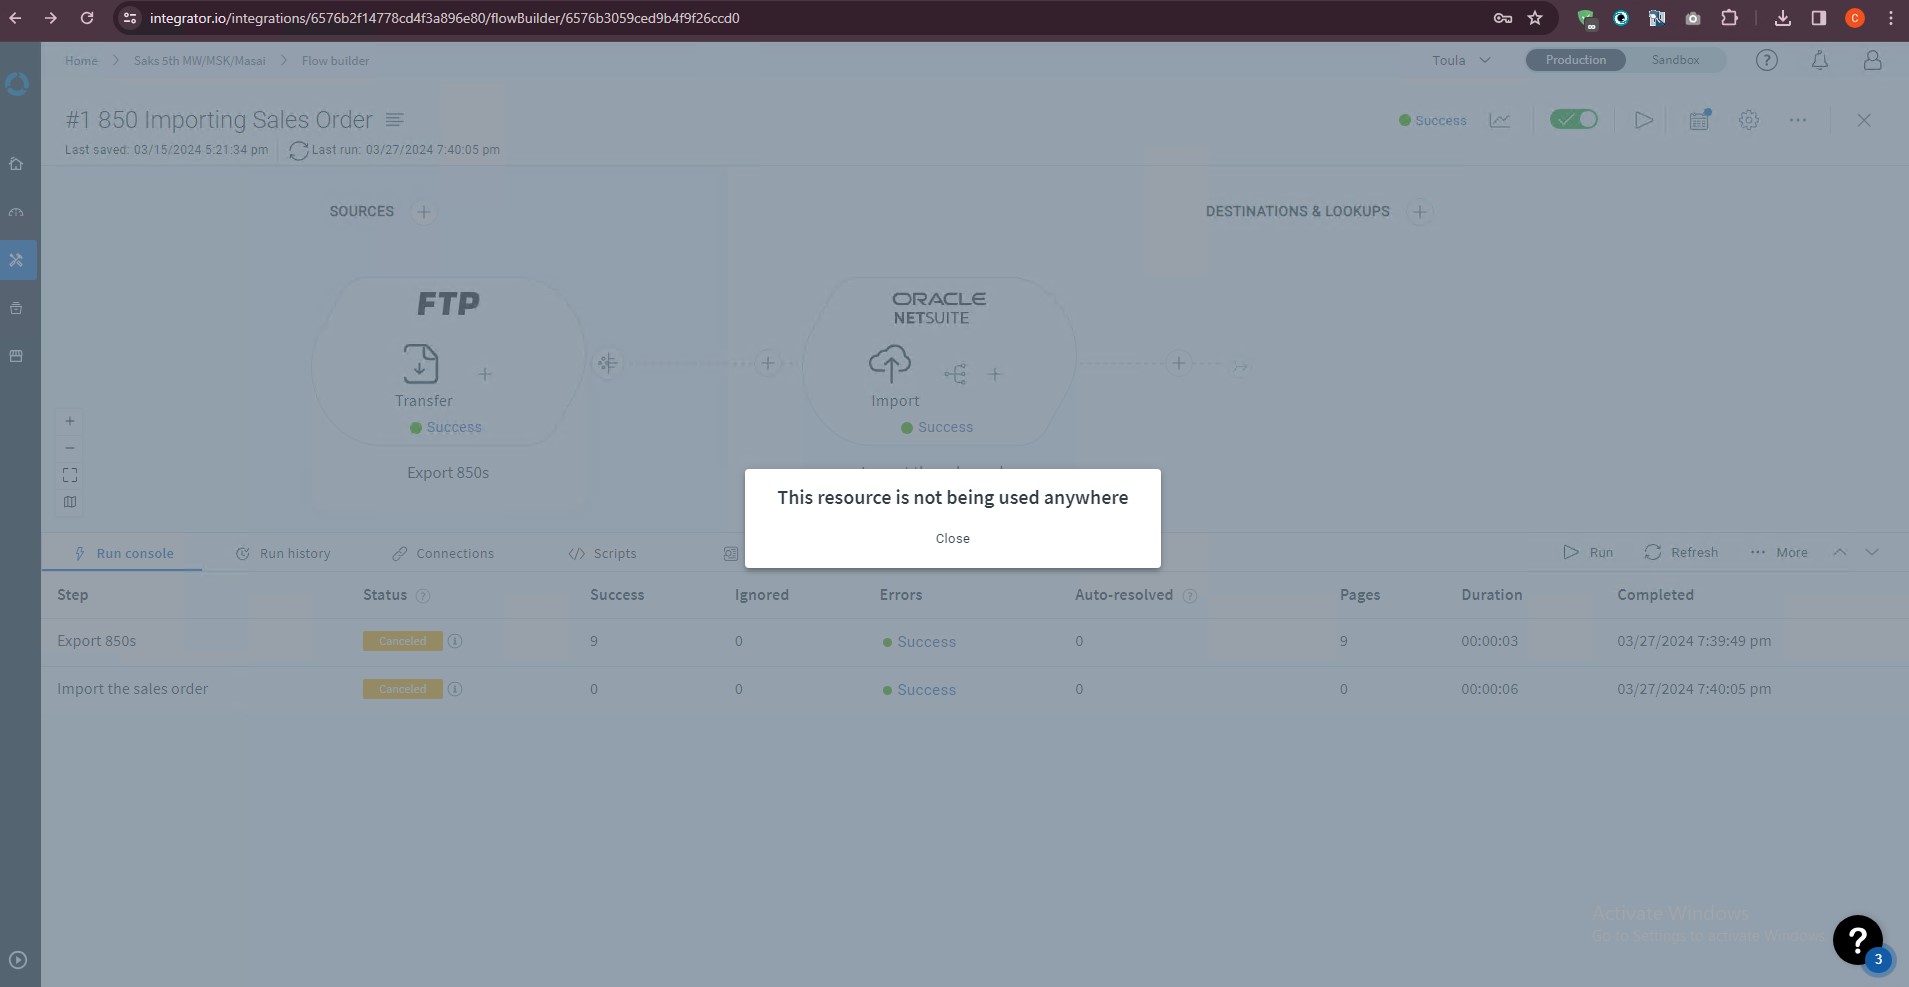 integrator.io/integrations/6576b2f14778cd4f3a896e80/flowBuilder/6576b3059ced9b4f9f26ccd0
C
Home > Saks 5th MW/MSK/Masai > Flow builder
Toula
Production
Sandbox
#1 850 Importing Sales Order
Success
Last saved: 03/15/2024 5:21:34 pm
Last run: 03/27/2024 7:40:05 pm
SOURCES
DESTINATIONS & LOOKUPS
FTP
ORACLE
NETSUITE
Transfer
Import
Success
Success
Export 850s
This resource is not being used anywhere
Close
Run console
Run history
Connections
Scripts
Run
Refresh
More
Step Status Success Ignored Errors Auto-resolved Pages Duration Completed
Export 850s Canceled 9 0 Success 0 9 00:00:03 03/27/2024 7:39:49 pm
Import the sales order Canceled 0 0 Success 0 0 00:00:06 03/27/2024 7:40:05 pm
Activate Windows
Go to Settings to activate Windows.
?
3